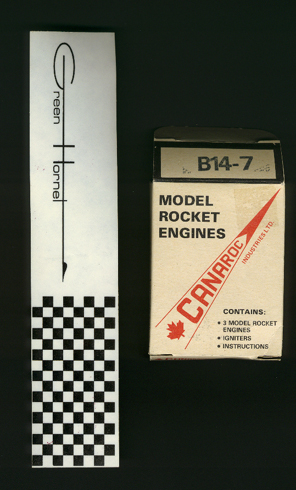 Green Hornet
B14-7
MODEL
ROCKET
ENGINES
CANAROC
INDUSTRIES LTD.
CONTAINS:
• 3 MODEL ROCKET
ENGINES
• IGNITERS
• INSTRUCTIONS